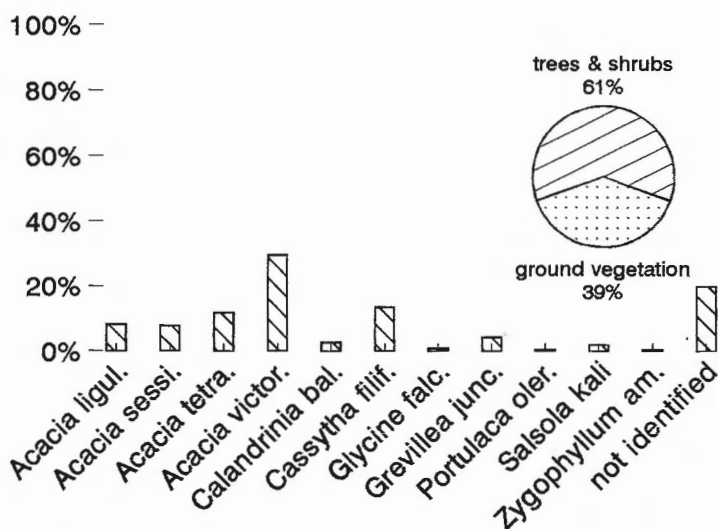 100%
80%
60%
40%
20%
0%
trees & shrubs
61%
ground vegetation
39%
Acacia ligul.
Acacia sessi.
Acacia tetra.
Acacia victor.
Calandrinia bal.
Cassytha filif.
Glycine falc.
Grevillea junc.
Portulaca oler.
Salsola kali
Zygophyllum am.
not identified